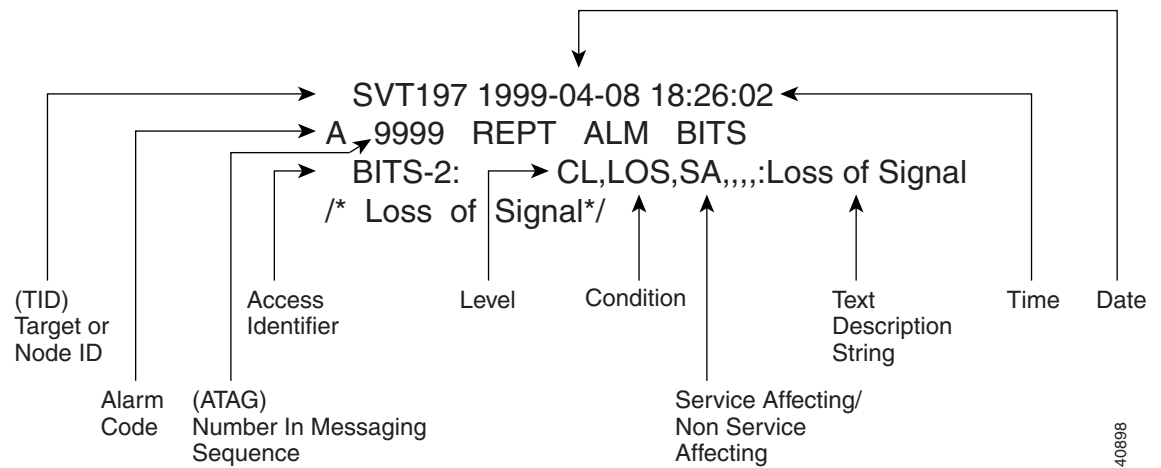 SVT197 1999-04-08 18:26:02
A 9999 REPT ALM BITS
BITS-2: CL,LOS,SA,,,,:Loss of Signal
/* Loss of Signal*/
(TID)
Target or
Node ID
Access
Identifier
Level
Condition
Text
Description
String
Time
Date
Alarm
Code
(ATAG)
Number In Messaging
Sequence
Service Affecting/
Non Service
Affecting
40898